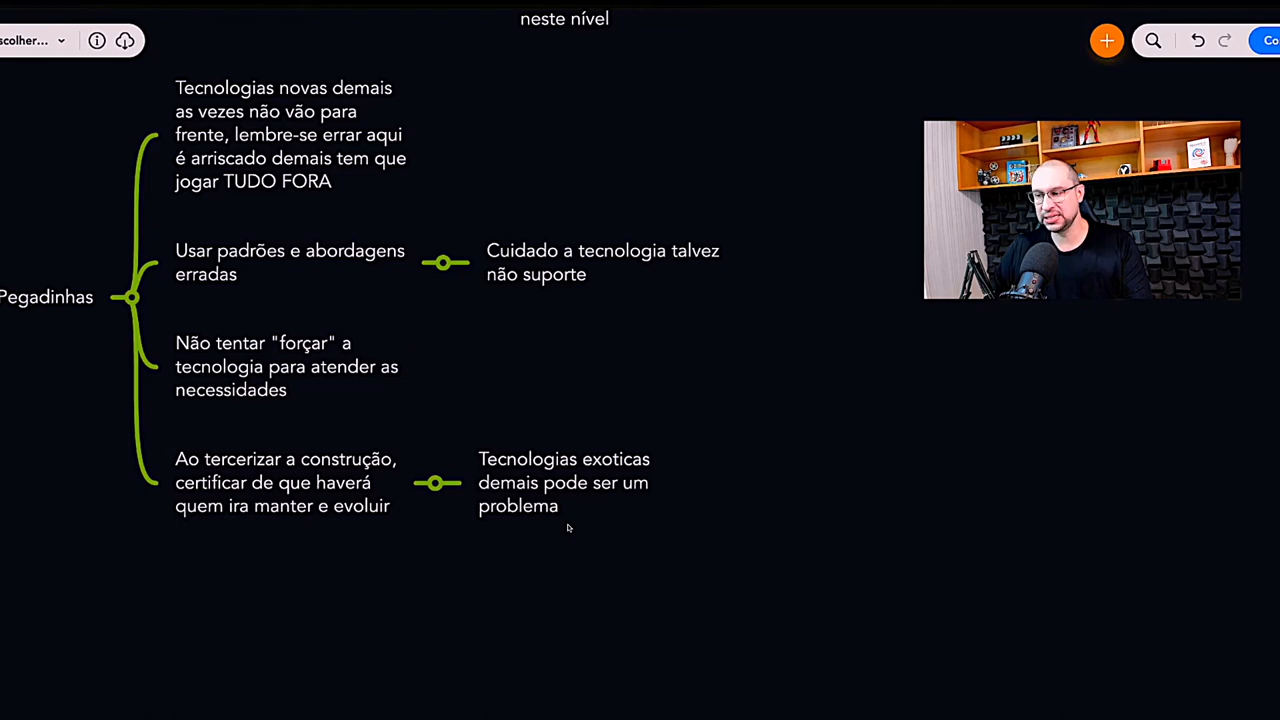 neste nível
scolher...
Co
Tecnologias novas demais
as vezes não vão para
frente, lembre-se errar aqui
é arriscado demais tem que
jogar TUDO FORA
Usar padrões e abordagens
erradas
Cuidado a tecnologia talvez
não suporte
Pegadinhas
Não tentar "forçar" a
tecnologia para atender as
necessidades
Ao tercerizar a construção,
certificar de que haverá
quem ira manter e evoluir
Tecnologias exoticas
demais pode ser um
problema